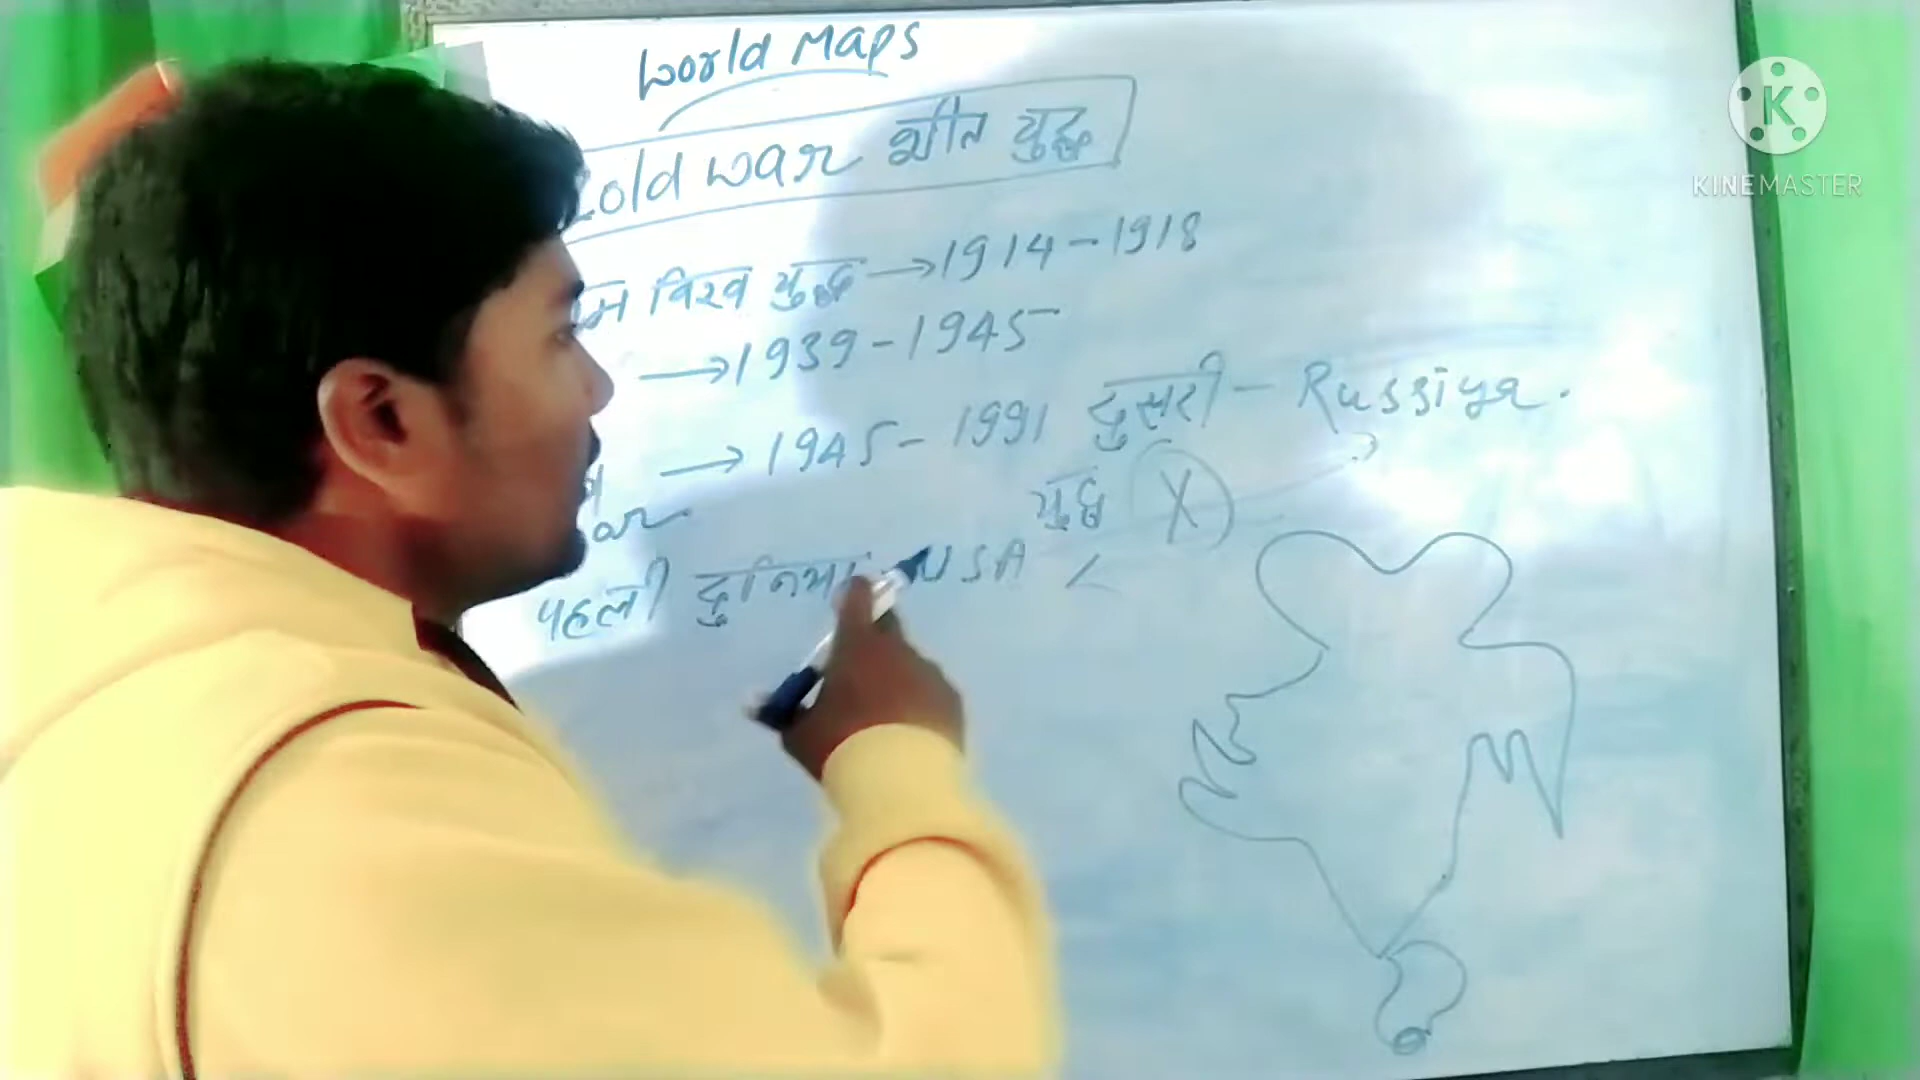 World Maps
Cold war शीत युद्ध
विश्व युद्ध → 1914 - 1918
→ 1939 - 1945
→ 1945 - 1991 दुसरी - Russiya.
युद्ध X
पहली दुनिया - USA <
K
KINEMASTER